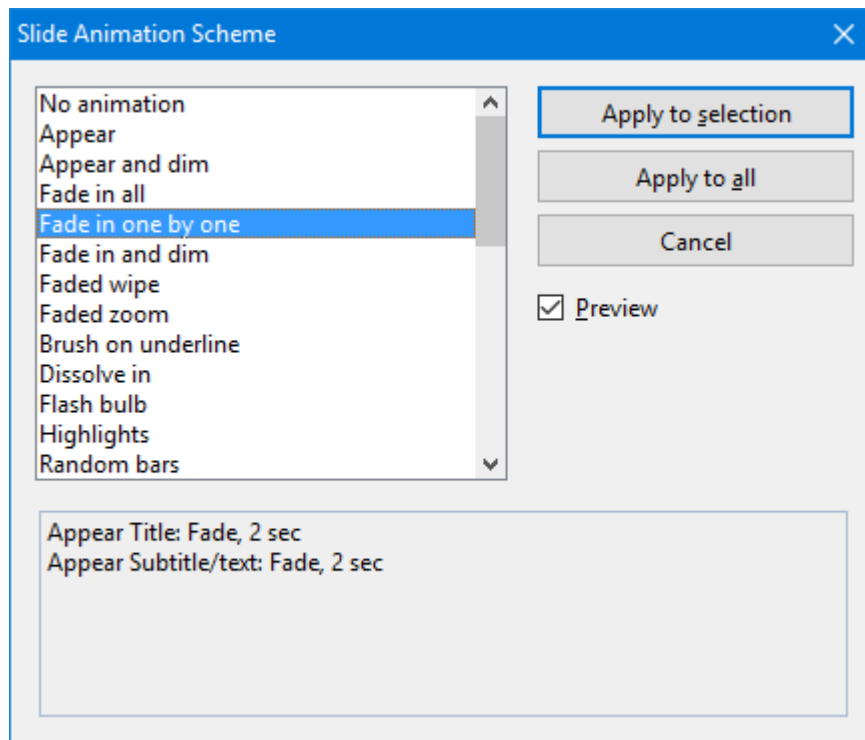 Slide Animation Scheme
No animation
Appear
Appear and dim
Fade in all
Fade in one by one
Fade in and dim
Faded wipe
Faded zoom
Brush on underline
Dissolve in
Flash bulb
Highlights
Random bars
Apply to selection
Apply to all
Cancel
Preview
Appear Title: Fade, 2 sec
Appear Subtitle/text: Fade, 2 sec